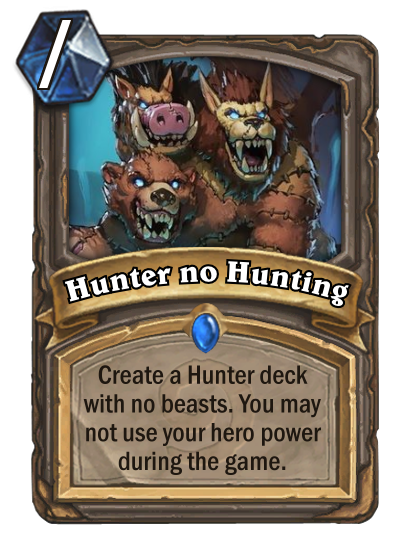 /
Hunter no Hunting
Create a Hunter deck
with no beasts. You may
not use your hero power
during the game.